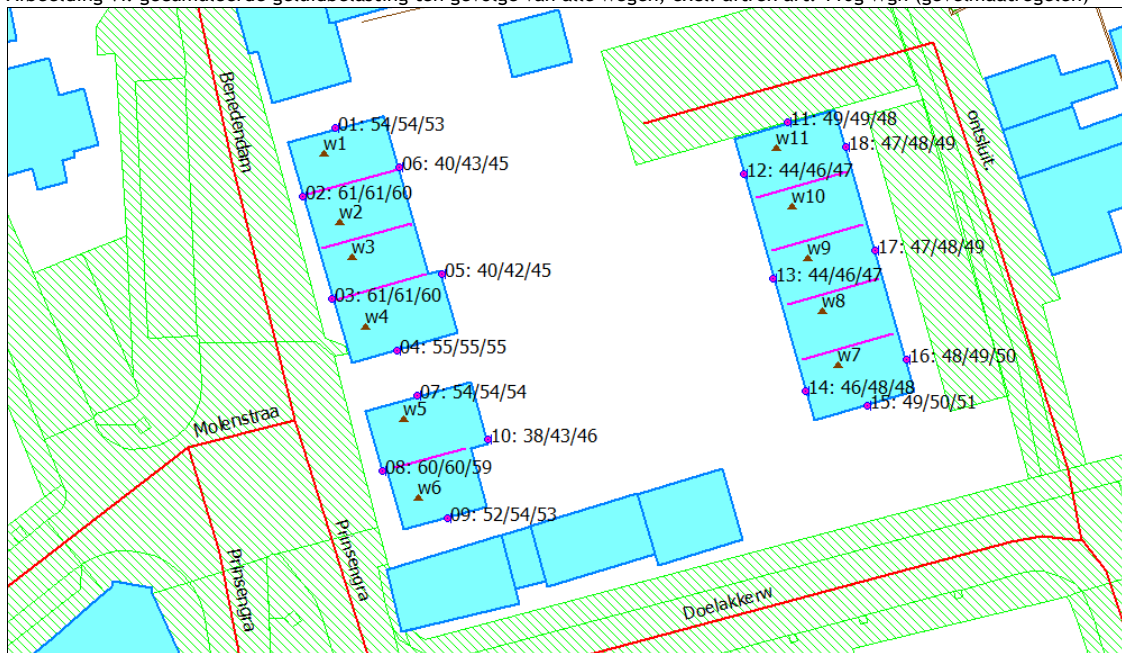 Benedendam
01: 54/54/53
w1
06: 40/43/45
02: 61/61/60
w2
w3
05: 40/42/45
03: 61/61/60
w4
04: 55/55/55
07: 54/54/54
w5
10: 38/43/46
08: 60/60/59
w6
09: 52/54/53
11: 49/49/48
w11
18: 47/48/49
12: 44/46/47
w10
w9
17: 47/48/49
13: 44/46/47
w8
w7
16: 48/49/50
14: 46/48/48
15: 49/50/51
ontsluit.
Molenstraa
Prinsengra
Prinsengra
Doelakkerw